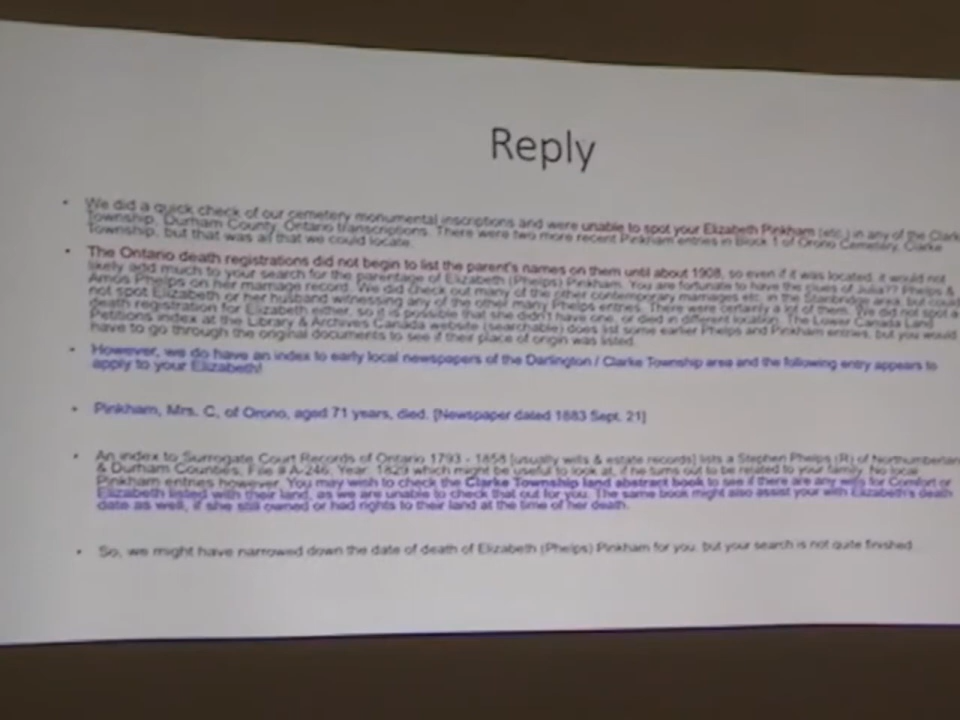 Reply
• We did a quick check of our cemetery monumental inscriptions and were unable to spot your Elizabeth Pinkham (etc.) in any of the Clarke
Township, Durham County, Ontario transcriptions. There were two more recent Pinkham entries in Block 1 of Orono Cemetery, Clarke
Township, but that was all that we could locate.
• The Ontario death registrations did not begin to list the parent's names on them until about 1908, so even if it was located, it would not
likely add much to your search for the parentage of Elizabeth (Phelps) Pinkham. You are fortunate to have the clues of Julia?? Phelps &
Amos Phelps on her marriage record. We did check out many of the other contemporary marriages etc. in the Stanbridge area, but could
not spot Elizabeth or her husband witnessing any of the other many Phelps entries. There were certainly a lot of them. We did not spot a
death registration for Elizabeth either, so it is possible that she didn't have one, or died in different location. The Lower Canada Land
Petitions index at the Library & Archives Canada website (searchable) does list some earlier Phelps and Pinkham entries, but you would
have to go through the original documents to see if their place of origin was listed.
• However, we do have an index to early local newspapers of the Darlington / Clarke Township area and the following entry appears to
apply to your Elizabeth!
• Pinkham, Mrs. C, of Orono, aged 71 years, died. [Newspaper dated 1883 Sept. 21]
• An index to Surrogate Court Records of Ontario 1793 - 1858 [usually wills & estate records] lists a Stephen Phelps (R) of Northumberland
& Durham Counties, File # A-246, Year: 1829 which might be useful to look at, if he turns out to be related to your family. No local
Pinkham entries however. You may wish to check the Clarke Township land abstract book to see if there are any wills for Comfort or
Elizabeth listed with their land, as we are unable to check that out for you. The same book might also assist your with Elizabeth's death
date as well, if she still owned or had rights to their land at the time of her death.
• So, we might have narrowed down the date of death of Elizabeth (Phelps) Pinkham for you, but your search is not quite finished